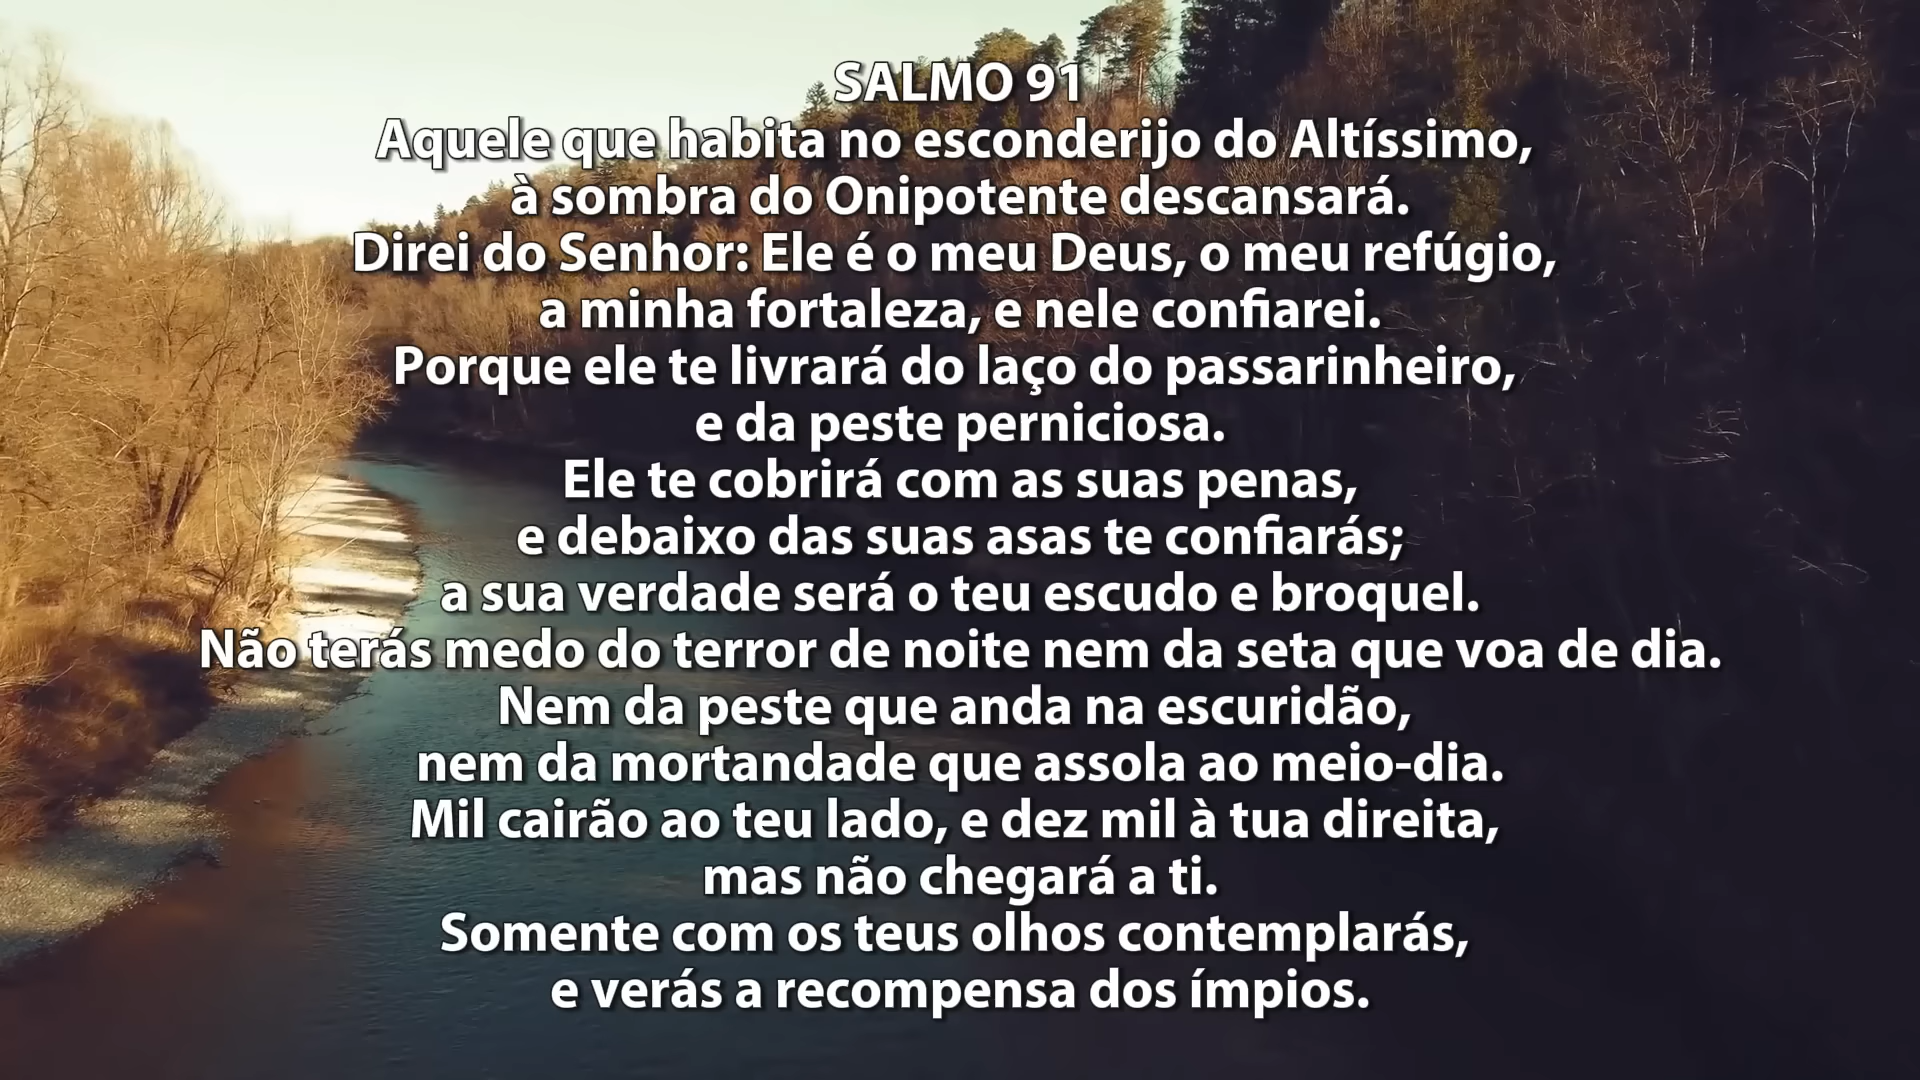 SALMO 91
Aquele que habita no esconderijo do Altíssimo,
à sombra do Onipotente descansará.
Direi do Senhor: Ele é o meu Deus, o meu refúgio,
a minha fortaleza, e nele confiarei.
Porque ele te livrará do laço do passarinheiro,
e da peste perniciosa.
Ele te cobrirá com as suas penas,
e debaixo das suas asas te confiarás;
a sua verdade será o teu escudo e broquel.
Não terás medo do terror de noite nem da seta que voa de dia.
Nem da peste que anda na escuridão,
nem da mortandade que assola ao meio-dia.
Mil cairão ao teu lado, e dez mil à tua direita,
mas não chegará a ti.
Somente com os teus olhos contemplarás,
e verás a recompensa dos ímpios.